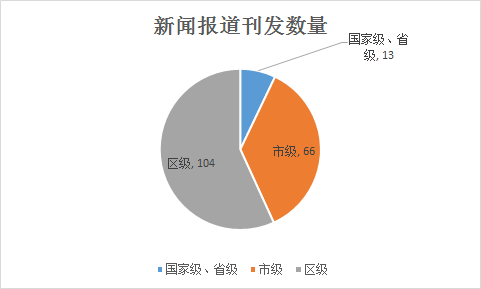 新闻报道刊发数量
国家级、省
级, 13
市级, 66
区级, 104
国家级、省级
市级
区级